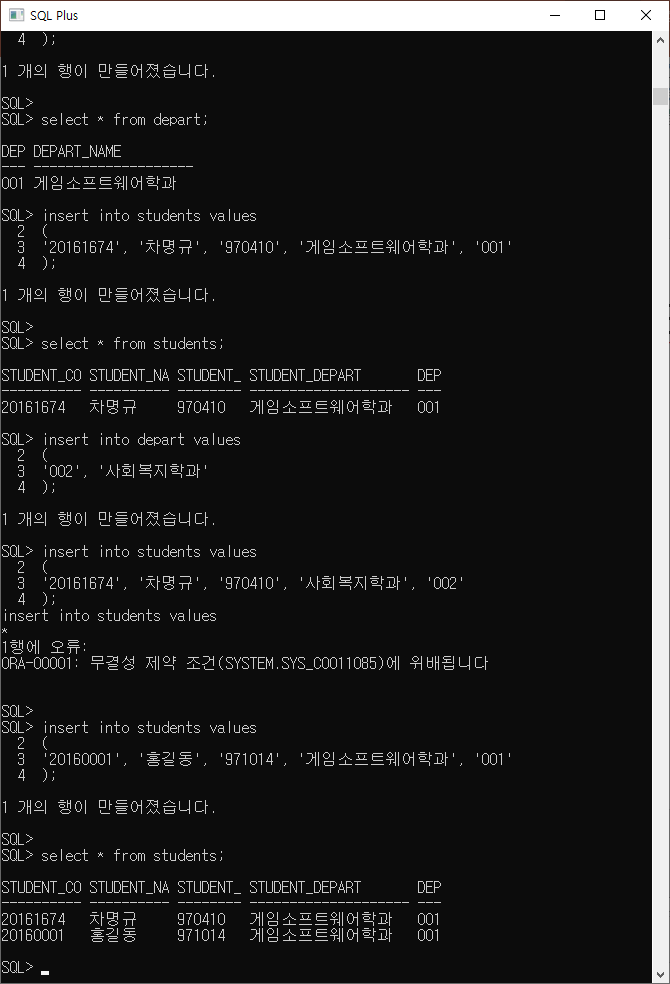 SQL Plus
  4  );

1 개의 행이 만들어졌습니다.

SQL>
SQL> select * from depart;

DEP DEPART_NAME
--- --------------------
001 게임소프트웨어학과

SQL> insert into students values
  2  (
  3  '20161674', '차명규', '970410', '게임소프트웨어학과', '001'
  4  );

1 개의 행이 만들어졌습니다.

SQL>
SQL> select * from students;

STUDENT_CO STUDENT_NA STUDENT_ STUDENT_DEPART       DEP
---------- ---------- -------- -------------------- ---
20161674   차명규     970410   게임소프트웨어학과   001

SQL> insert into depart values
  2  (
  3  '002', '사회복지학과'
  4  );

1 개의 행이 만들어졌습니다.

SQL> insert into students values
  2  (
  3  '20161674', '차명규', '970410', '사회복지학과', '002'
  4  );
insert into students values
*
1행에 오류:
ORA-00001: 무결성 제약 조건(SYSTEM.SYS_C0011085)에 위배됩니다


SQL>
SQL> insert into students values
  2  (
  3  '20160001', '홍길동', '971014', '게임소프트웨어학과', '001'
  4  );

1 개의 행이 만들어졌습니다.

SQL>
SQL> select * from students;

STUDENT_CO STUDENT_NA STUDENT_ STUDENT_DEPART       DEP
---------- ---------- -------- -------------------- ---
20161674   차명규     970410   게임소프트웨어학과   001
20160001   홍길동     971014   게임소프트웨어학과   001

SQL>